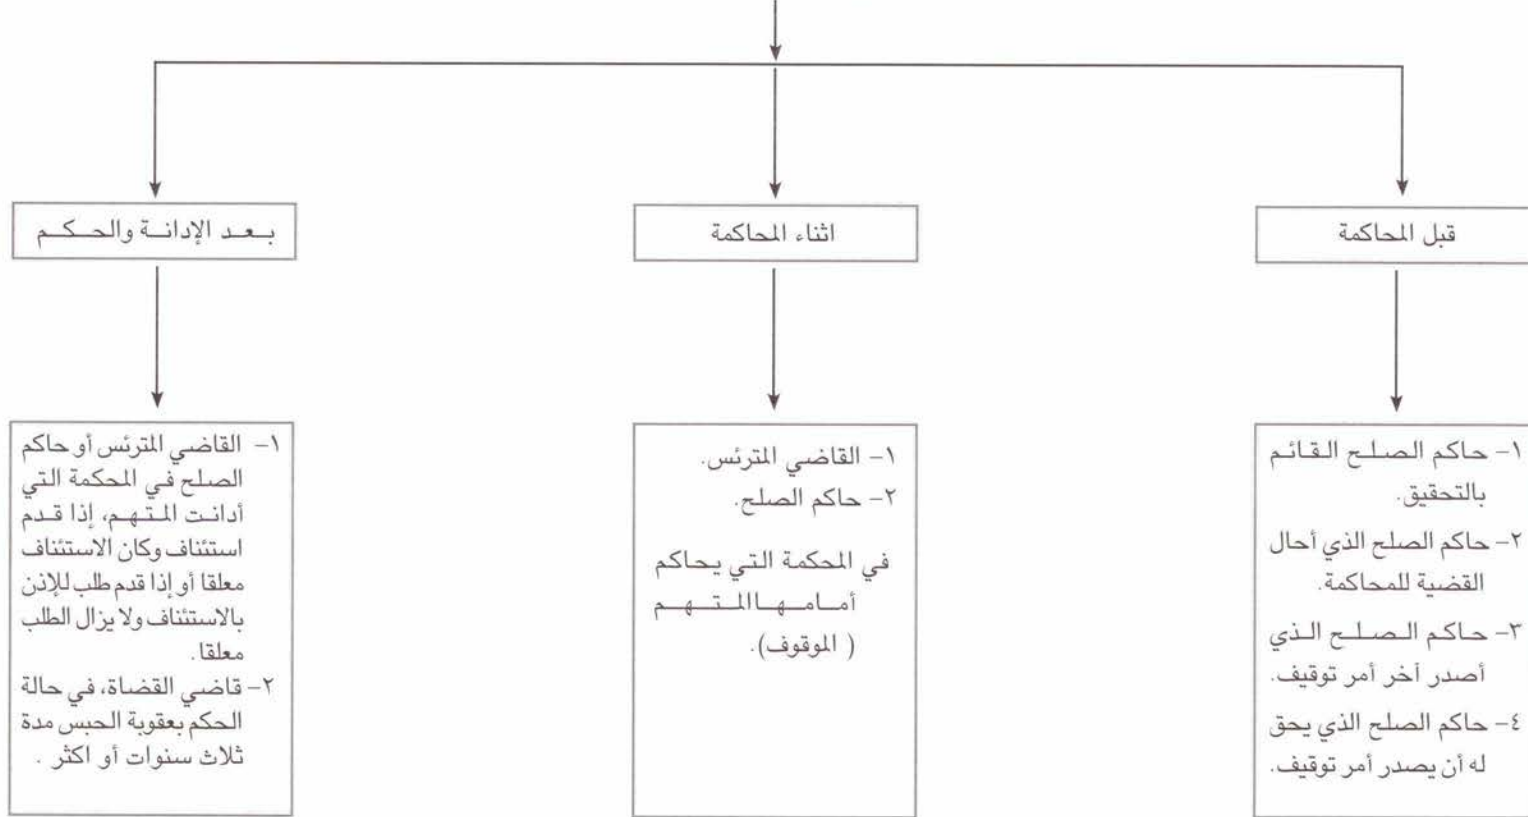 قبل المحاكمة
١– حاكم الصلح القائم
بالتحقيق.
٢– حاكم الصلح الذي أحال
القضية للمحاكمة.
٣– حاكم الصلح الذي
أصدر أخر أمر توقيف.
٤– حاكم الصلح الذي يحق
له أن يصدر أمر توقيف.
اثناء المحاكمة
١– القاضي المترئس.
٢– حاكم الصلح.
في المحكمة التي يحاكم
أمامها المتهم
( الموقوف).
بعد الإدانة والحكم
١– القاضي المترئس أو حاكم
الصلح في المحكمة التي
أدانت المتهم، إذا قدم
استئناف وكان الاستئناف
معلقا أو إذا قدم طلب للإذن
بالاستئناف ولا يزال الطلب
معلقا.
٢– قاضي القضاة، في حالة
الحكم بعقوبة الحبس مدة
ثلاث سنوات أو اكثر .